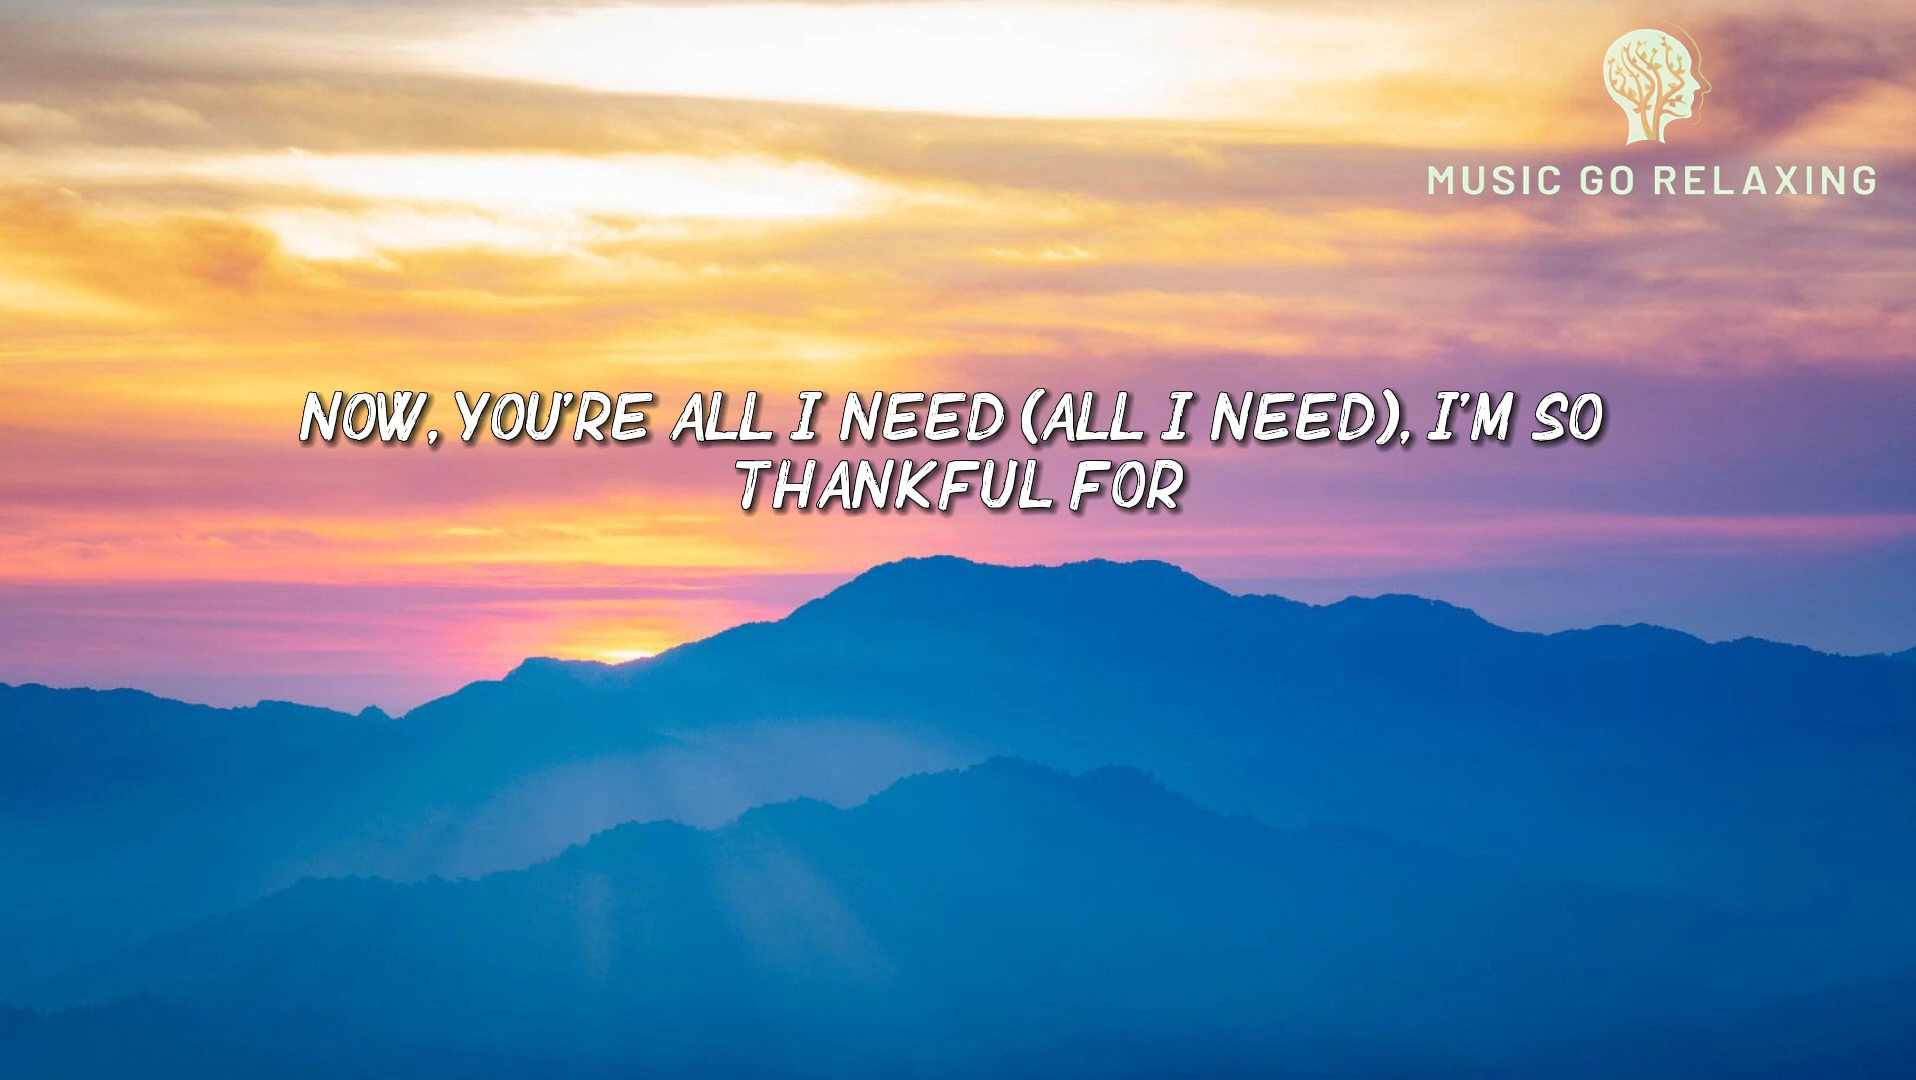 MUSIC GO RELAXING
NOW, YOU'RE ALL I NEED (ALL I NEED), I'M SO
THANKFUL FOR